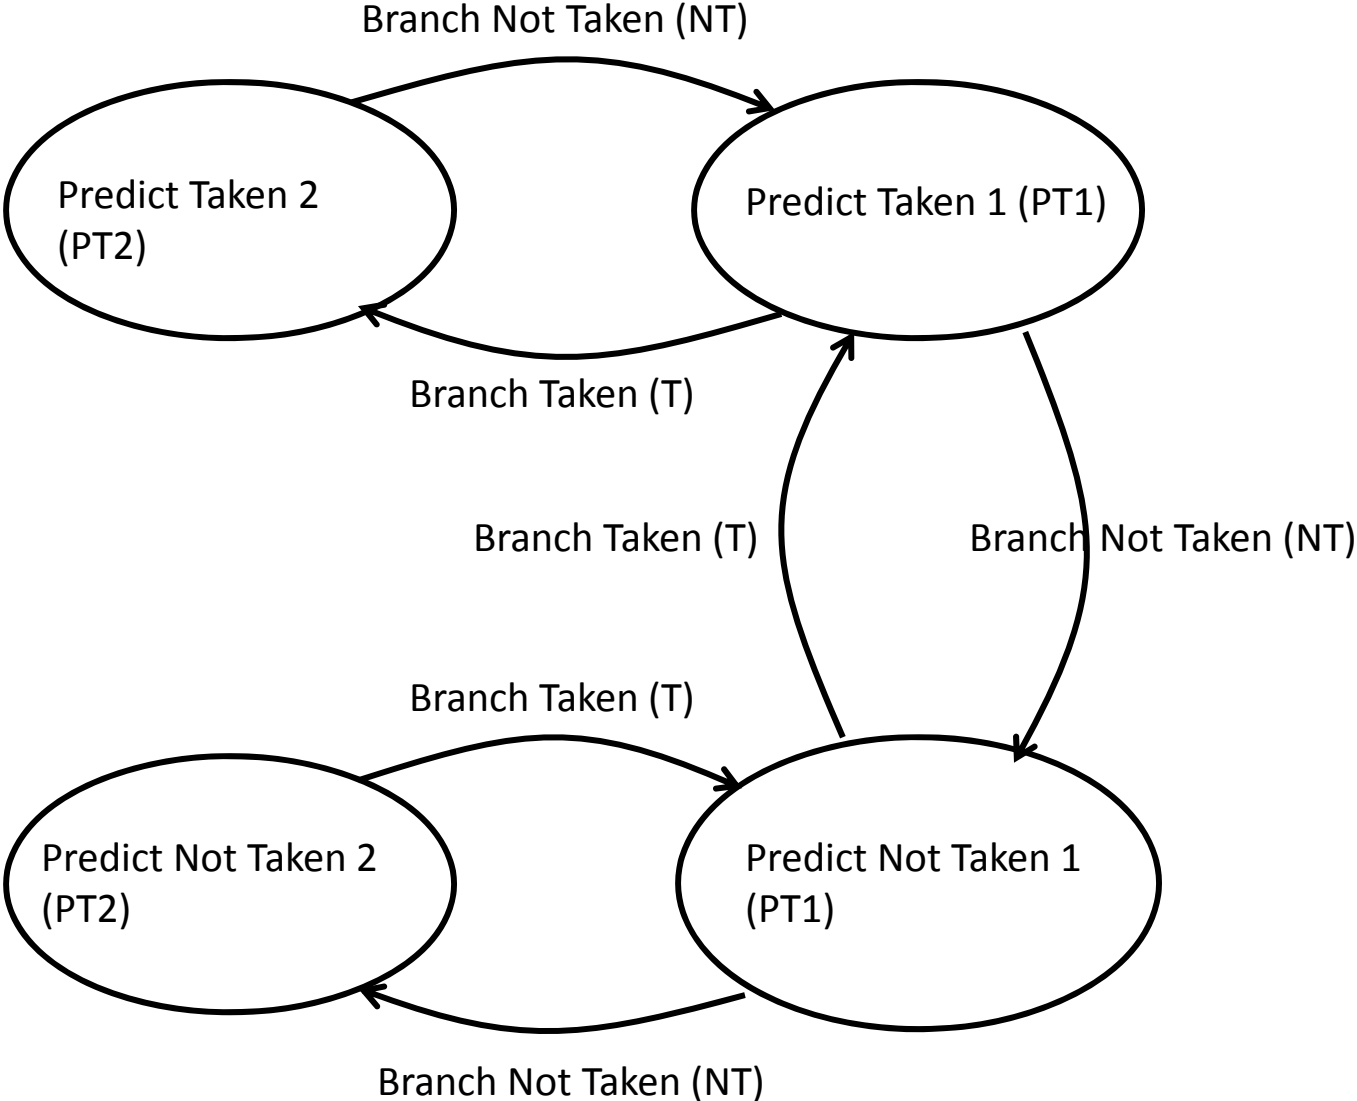 Branch Not Taken (NT)
Predict Taken 2
(PT2)
Predict Taken 1 (PT1)
Branch Taken (T)
Branch Taken (T)
Branch Not Taken (NT)
Branch Taken (T)
Predict Not Taken 2
(PT2)
Predict Not Taken 1
(PT1)
Branch Not Taken (NT)